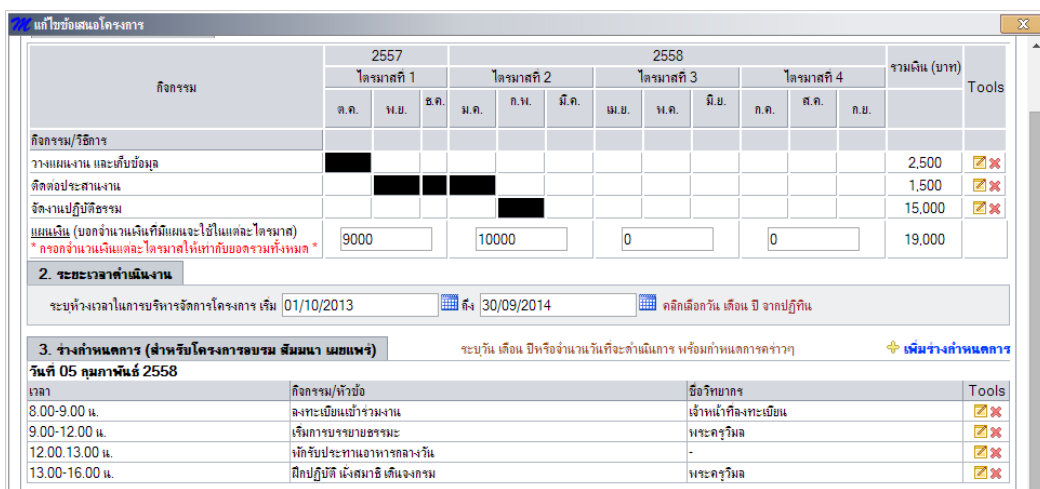 แก้ไขข้อเสนอโครงการ
2557 2558
ไตรมาสที่ 1 ไตรมาสที่ 2 ไตรมาสที่ 3 ไตรมาสที่ 4 รวมเงิน (บาท)
กิจกรรม Tools
ต.ค. พ.ย. ธ.ค. ม.ค. ก.พ. มี.ค. เม.ย. พ.ค. มิ.ย. ก.ค. ส.ค. ก.ย.
กิจกรรม/วิธีการ
วางแผนงาน และเก็บข้อมูล 2,500
ติดต่อประสานงาน 1,500
จัดงานปฏิบัติธรรม 15,000
แผนเงิน (บอกจำนวนเงินที่มีแผนจะใช้ในแต่ละไตรมาส) 9000 10000 0 0 19,000
* กรอกจำนวนเงินแต่ละไตรมาสให้เท่ากับยอดรวมทั้งหมด *
2. ระยะเวลาดำเนินงาน
ระบุห้วงเวลาในการบริหารจัดการโครงการ เริ่ม 01/10/2013 ถึง 30/09/2014 คลิกเลือกวัน เดือน ปี จากปฏิทิน
3. ร่างกำหนดการ (สำหรับโครงการอบรม สัมมนา เผยแพร่) ระบุวัน เดือน ปีหรือจำนวนวันที่จะดำเนินการ พร้อมกำหนดการคร่าวๆ เพิ่มร่างกำหนดการ
วันที่ 05 กุมภาพันธ์ 2558
เวลา กิจกรรม/หัวข้อ ชื่อวิทยากร Tools
8.00-9.00 น. ลงทะเบียนเข้าร่วมงาน เจ้าหน้าที่ลงทะเบียน
9.00-12.00 น. เริ่มการบรรยายธรรมะ พระครูวิมล
12.00.13.00 น. พักรับประทานอาหารกลางวัน -
13.00-16.00 น. ฝึกปฏิบัติ นั่งสมาธิ เดินจงกรม พระครูวิมล